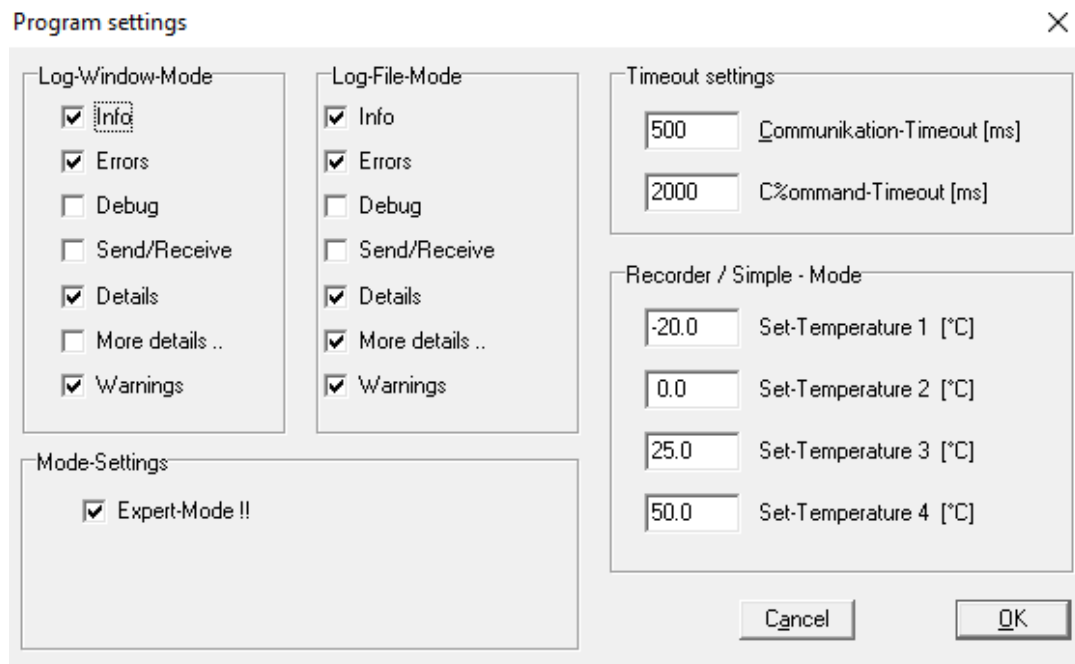 Program settings
Log-Window-Mode
Info
Errors
Debug
Send/Receive
Details
More details ..
Warnings
Log-File-Mode
Info
Errors
Debug
Send/Receive
Details
More details ..
Warnings
Mode-Settings
Expert-Mode !!
Timeout settings
500 Communikation-Timeout [ms]
2000 C%ommand-Timeout [ms]
Recorder / Simple - Mode
-20.0 Set-Temperature 1 [°C]
0.0 Set-Temperature 2 [°C]
25.0 Set-Temperature 3 [°C]
50.0 Set-Temperature 4 [°C]
Cancel OK